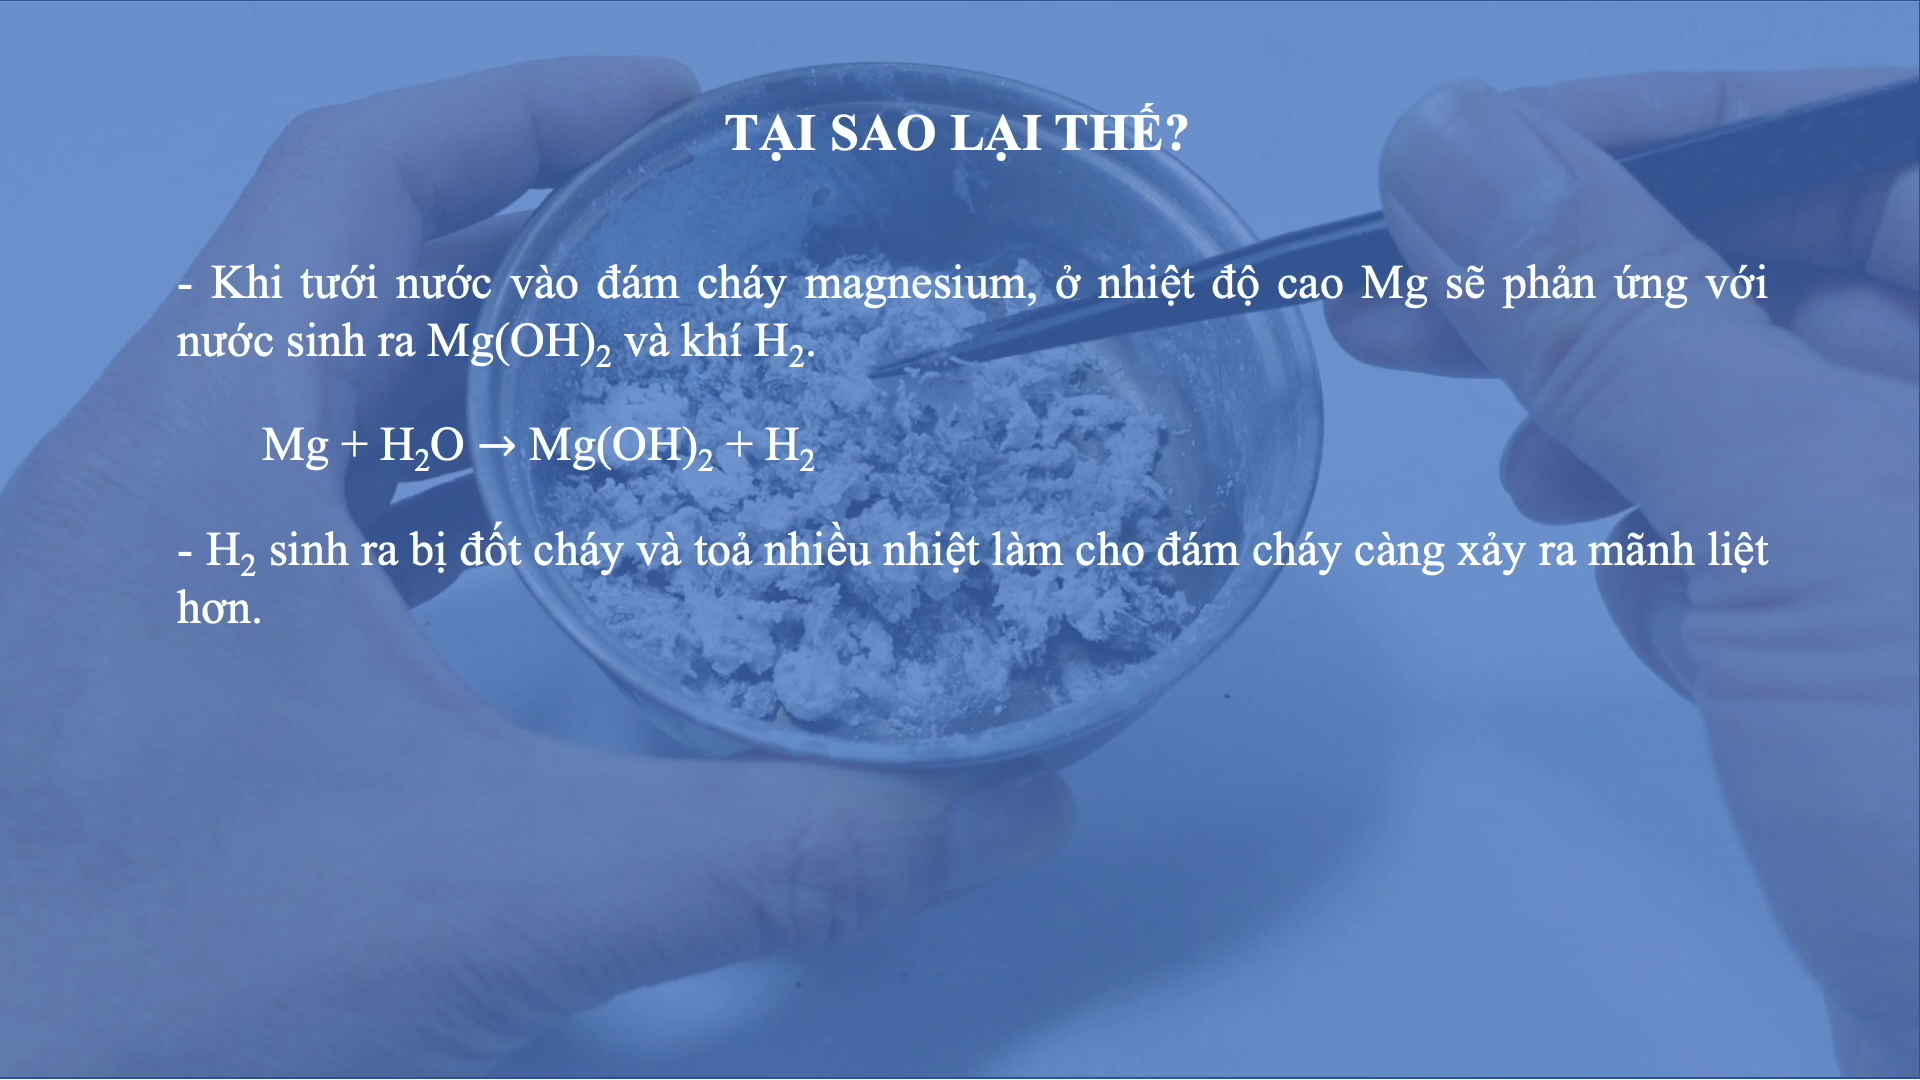 TẠI SAO LẠI THẾ?
- Khi tưới nước vào đám cháy magnesium, ở nhiệt độ cao Mg sẽ phản ứng với
nước sinh ra Mg(OH)₂ và khí H₂.
Mg + H₂O → Mg(OH)₂ + H₂
- H₂ sinh ra bị đốt cháy và toả nhiều nhiệt làm cho đám cháy càng xảy ra mãnh liệt
hơn.